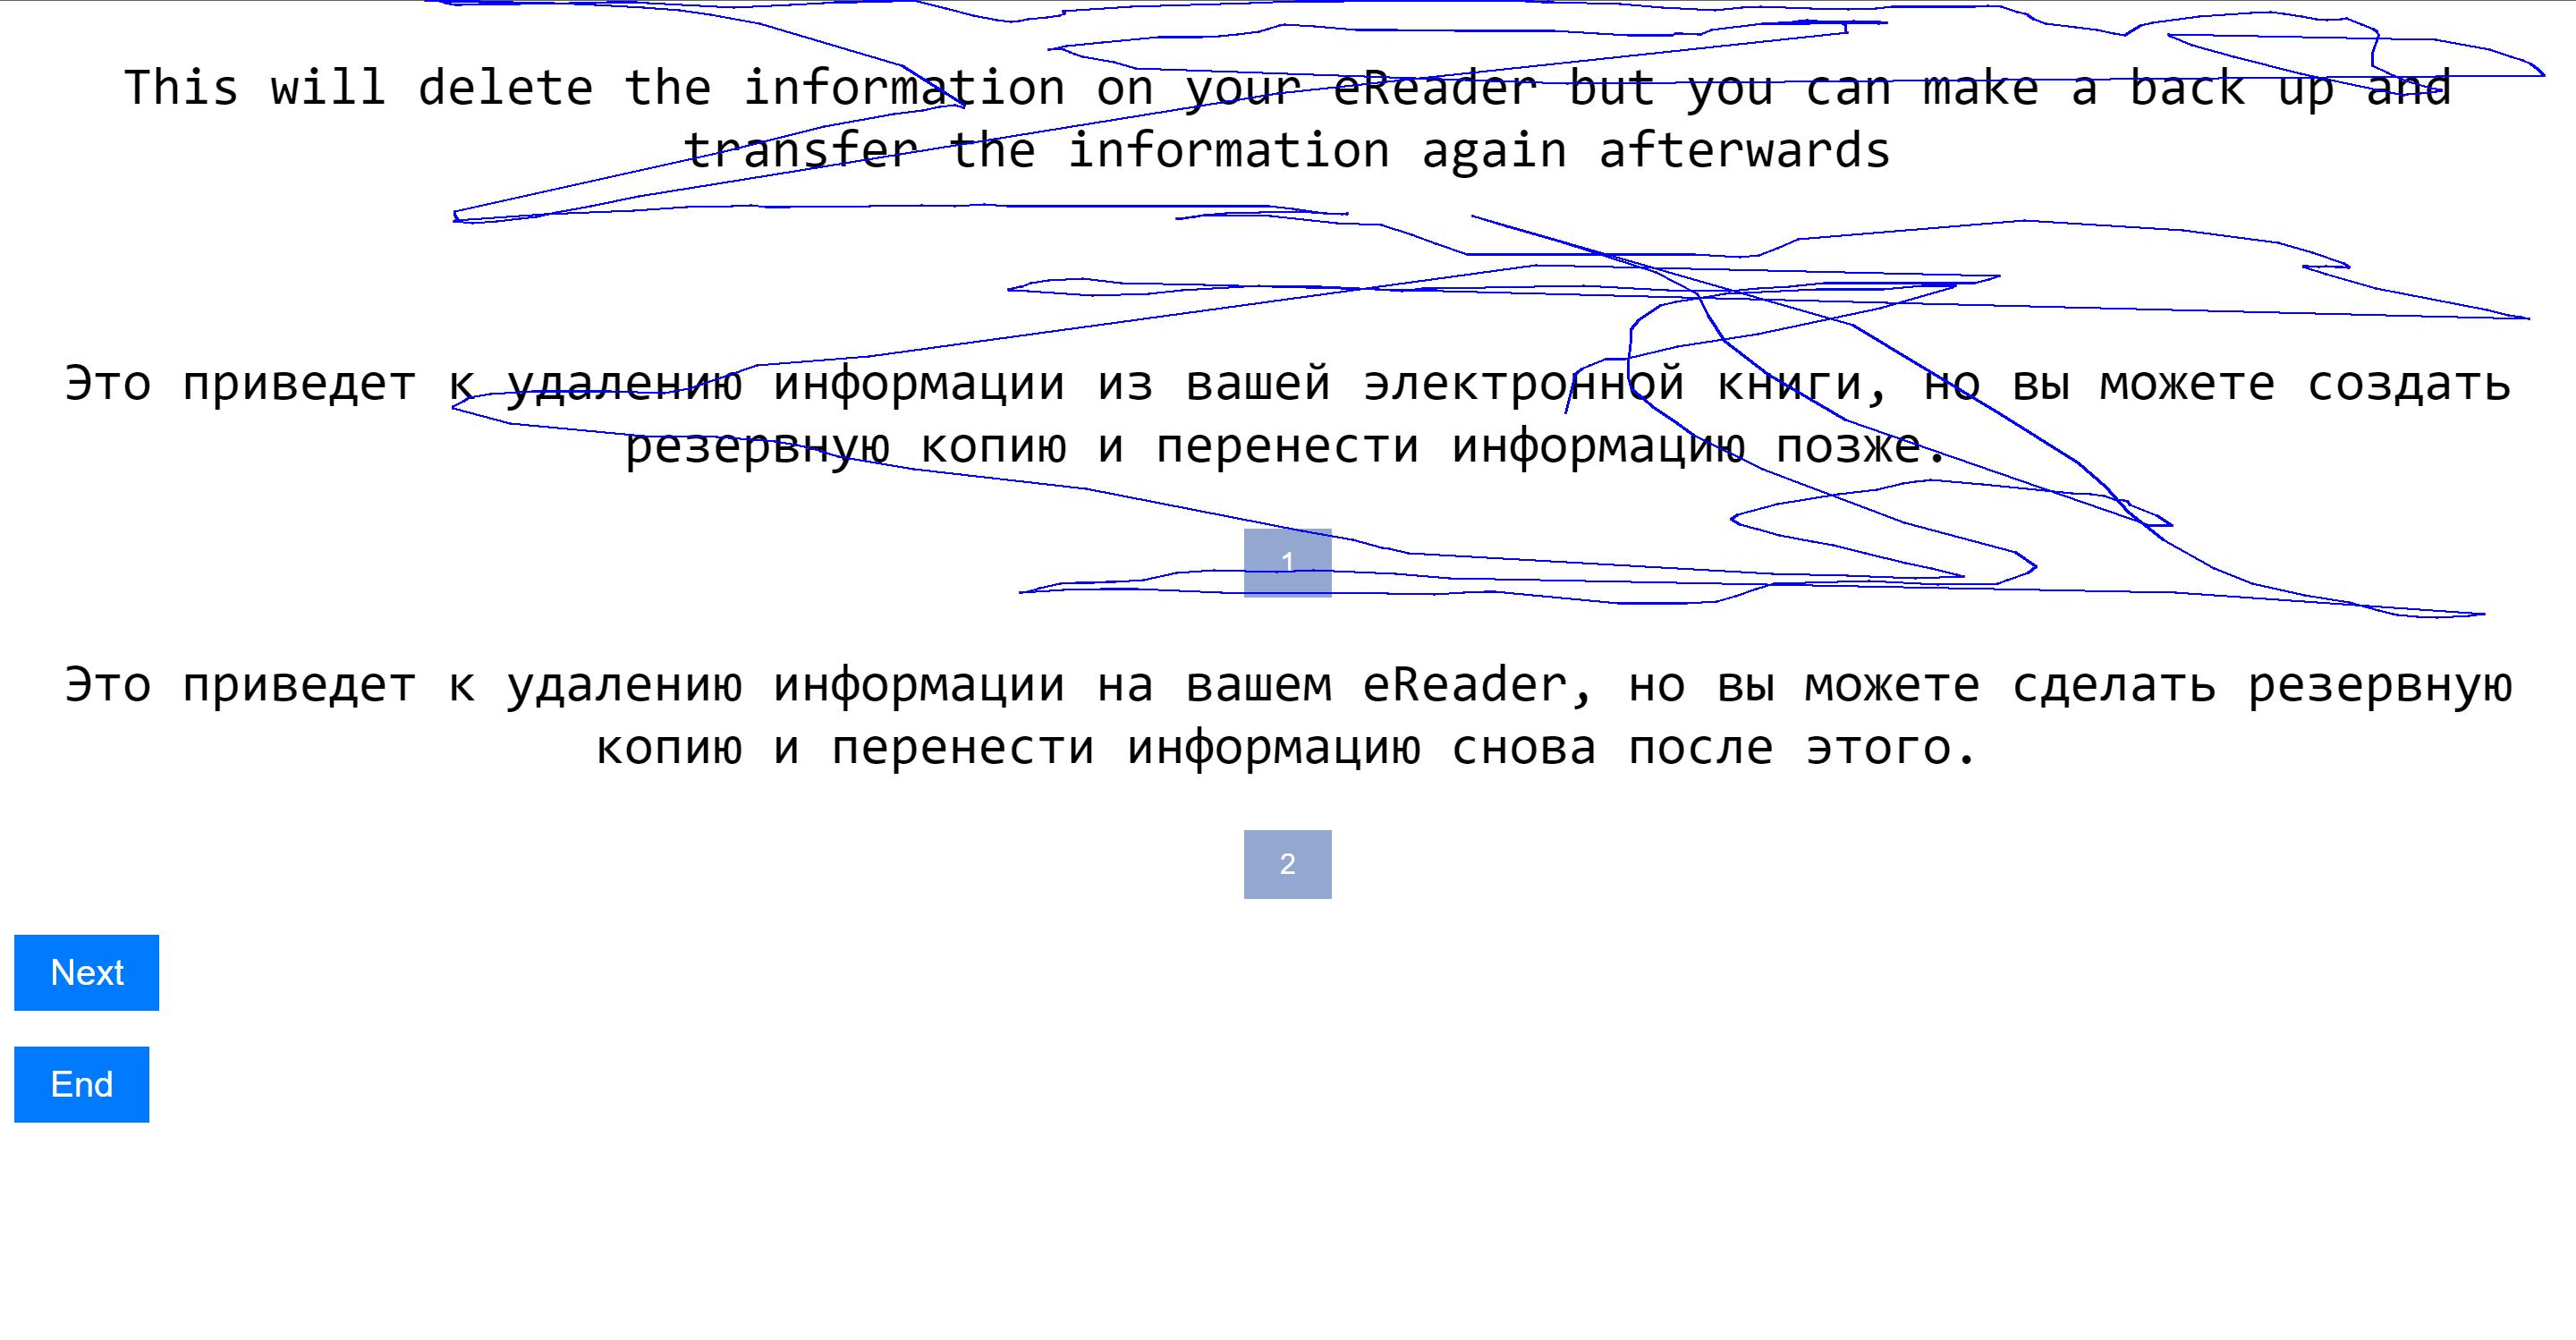 This will delete the information on your eReader but you can make a back up and
transfer the information again afterwards
Это приведет к удалению информации из вашей электронной книги, но вы можете создать
резервную копию и перенести информацию позже.
1
Это приведет к удалению информации на вашем eReader, но вы можете сделать резервную
копию и перенести информацию снова после этого.
2
Next
End